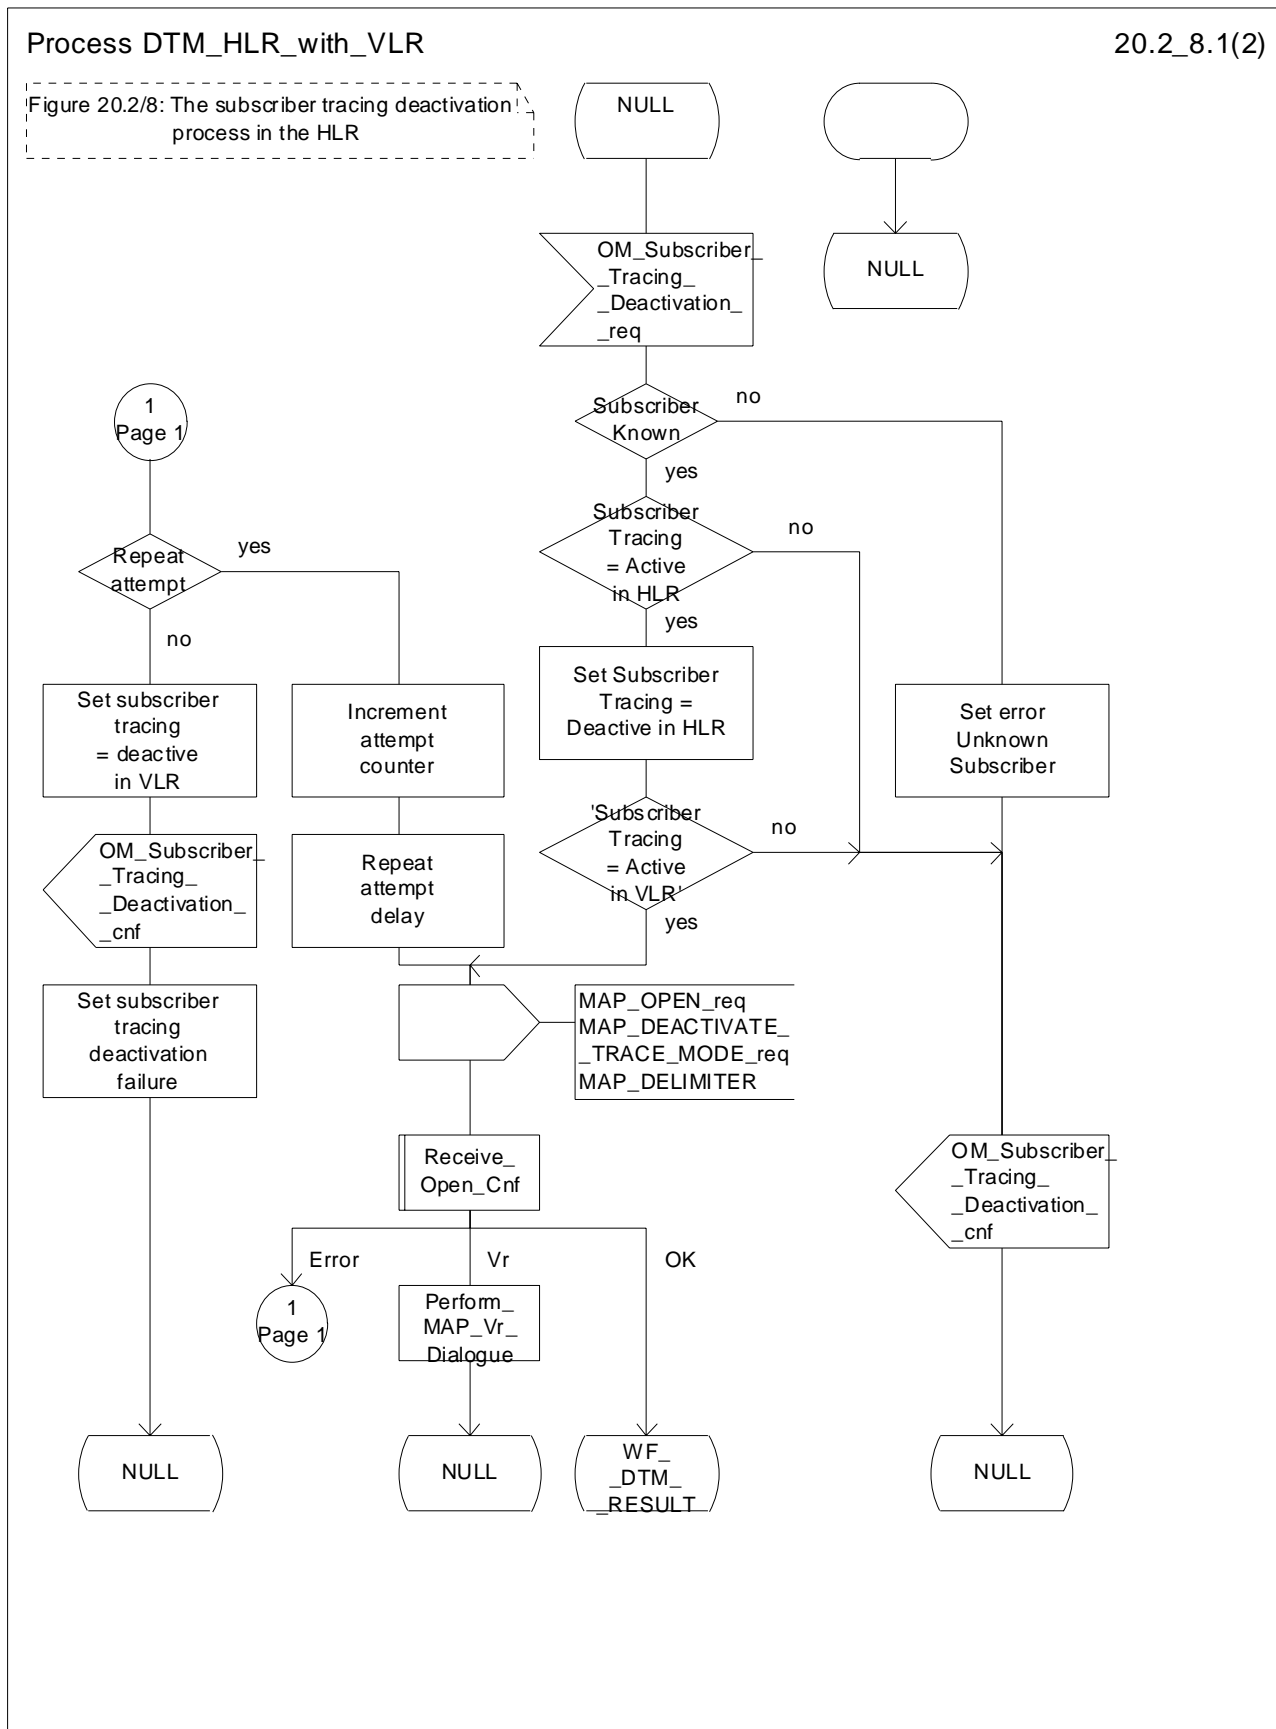 Process DTM_HLR_with_VLR
20.2_8.1(2)
Figure 20.2/8: The subscriber tracing deactivation
process in the HLR
NULL
NULL
OM_Subscriber_
_Tracing_
_Deactivation_
_req
Subscriber
Known
no
yes
1
Page 1
Subscriber
Tracing
= Active
in HLR
no
yes
Repeat
attempt
yes
no
Set subscriber
tracing
= deactive
in VLR
Increment
attempt
counter
Set Subscriber
Tracing =
Deactive in HLR
Set error
Unknown
Subscriber
OM_Subscriber_
_Tracing_
_Deactivation_
_cnf
Repeat
attempt
delay
'Subscriber
Tracing
= Active
in VLR'
no
yes
Set subscriber
tracing
deactivation
failure
MAP_OPEN_req
MAP_DEACTIVATE_
_TRACE_MODE_req
MAP_DELIMITER
Receive_
_Open_Cnf
OM_Subscriber_
_Tracing_
_Deactivation_
_cnf
Error
Vr
OK
1
Page 1
Perform_
MAP_Vr_
Dialogue
NULL
NULL
WF_
_DTM_
_RESULT
NULL